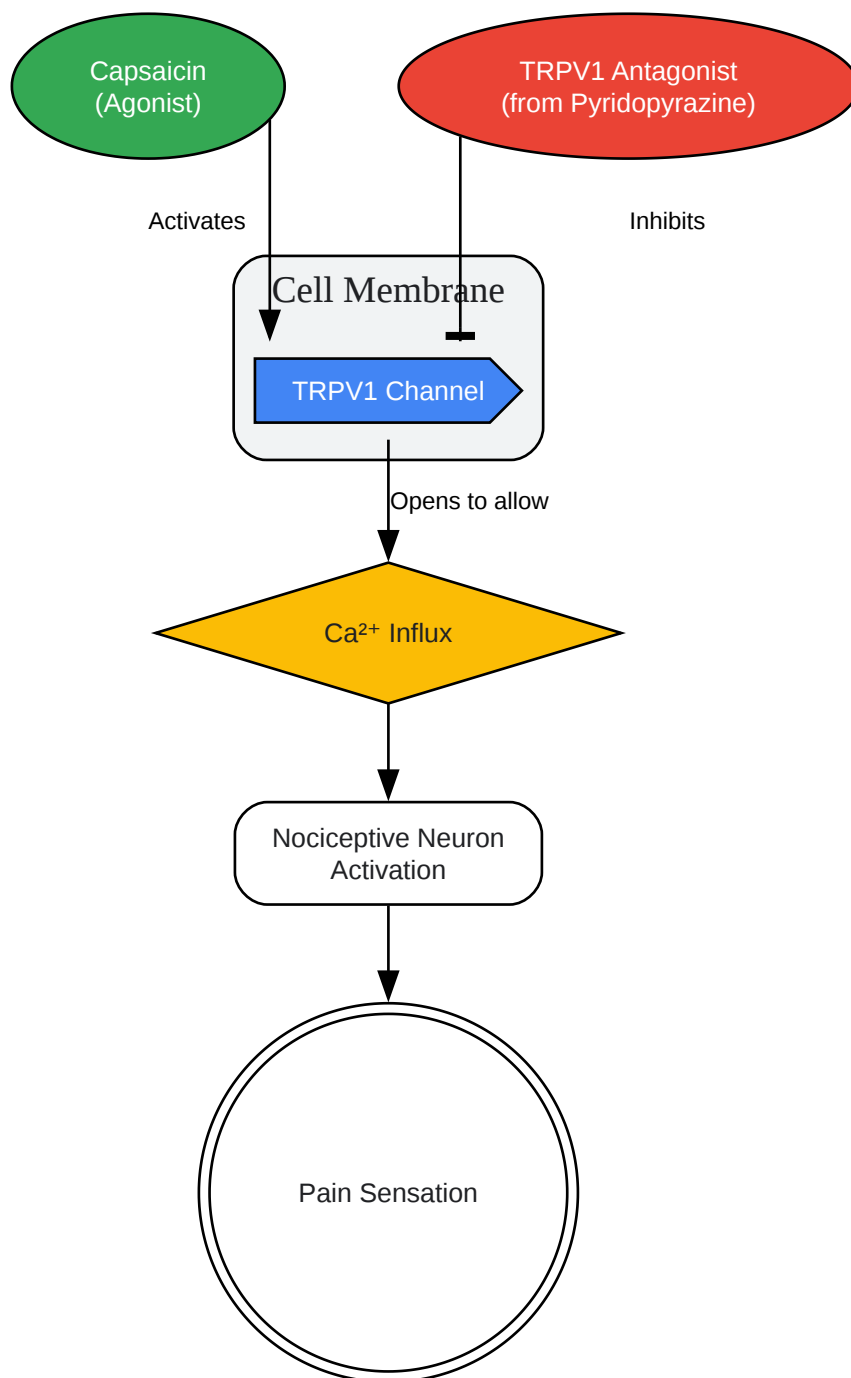 Capsaicin
(Agonist)
TRPV1 Antagonist
(from Pyridopyrazine)
Activates
Inhibits
Cell Membrane
TRPV1 Channel
Opens to allow
Ca²⁺ Influx
Nociceptive Neuron
Activation
Pain Sensation